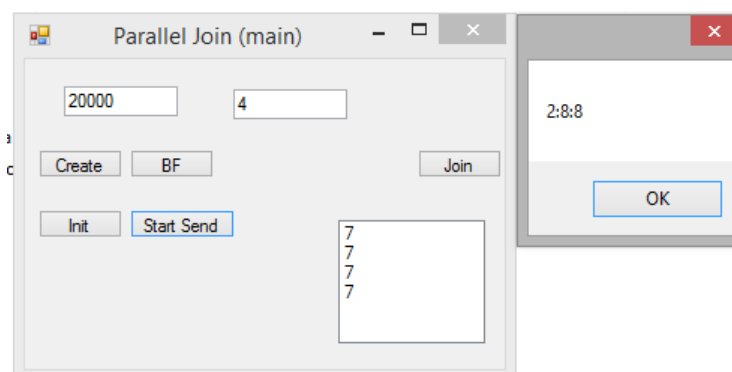 Parallel Join (main)
20000
4
2:8:8
Create
BF
Join
OK
Init
Start Send
7
7
7
7